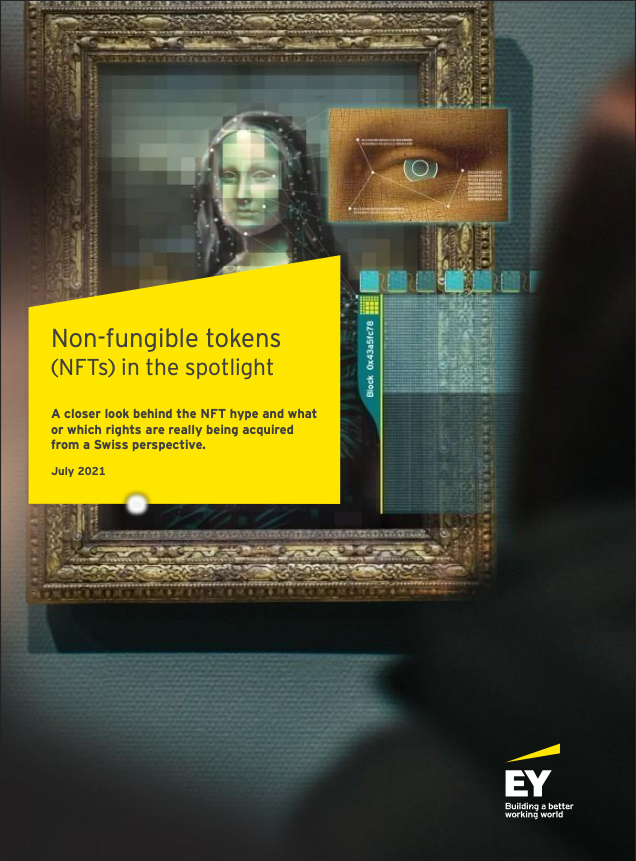 Non-fungible tokens
(NFTs) in the spotlight
A closer look behind the NFT hype and what
or which rights are really being acquired
from a Swiss perspective.
July 2021
Block 0x43a5fc78
EY
Building a better
working world